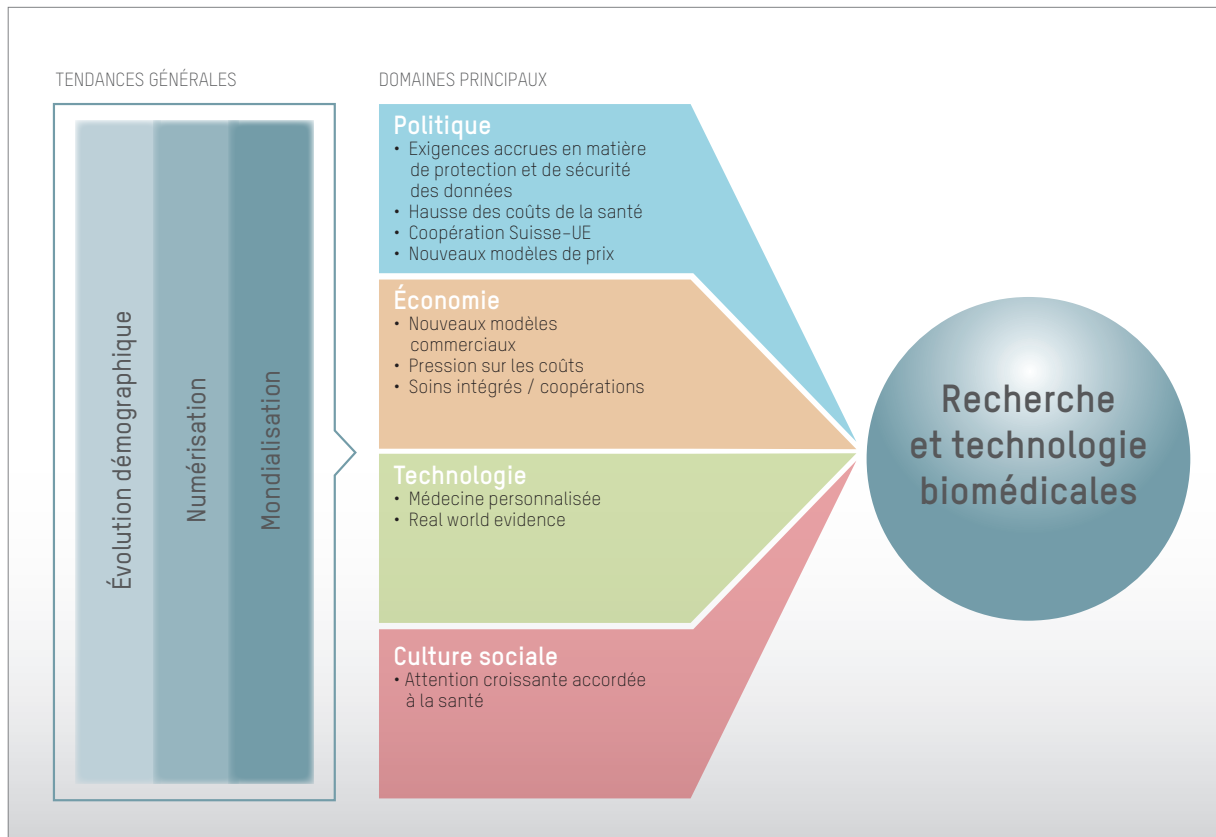 TENDANCES GÉNÉRALES
Évolution démographique
Numérisation
Mondialisation
DOMAINES PRINCIPAUX
Politique
• Exigences accrues en matière
de protection et de sécurité
des données
• Hausse des coûts de la santé
• Coopération Suisse-UE
• Nouveaux modèles de prix
Économie
• Nouveaux modèles
commerciaux
• Pression sur les coûts
• Soins intégrés / coopérations
Technologie
• Médecine personnalisée
• Real world evidence
Culture sociale
• Attention croissante accordée
à la santé
Recherche
et technologie
biomédicales